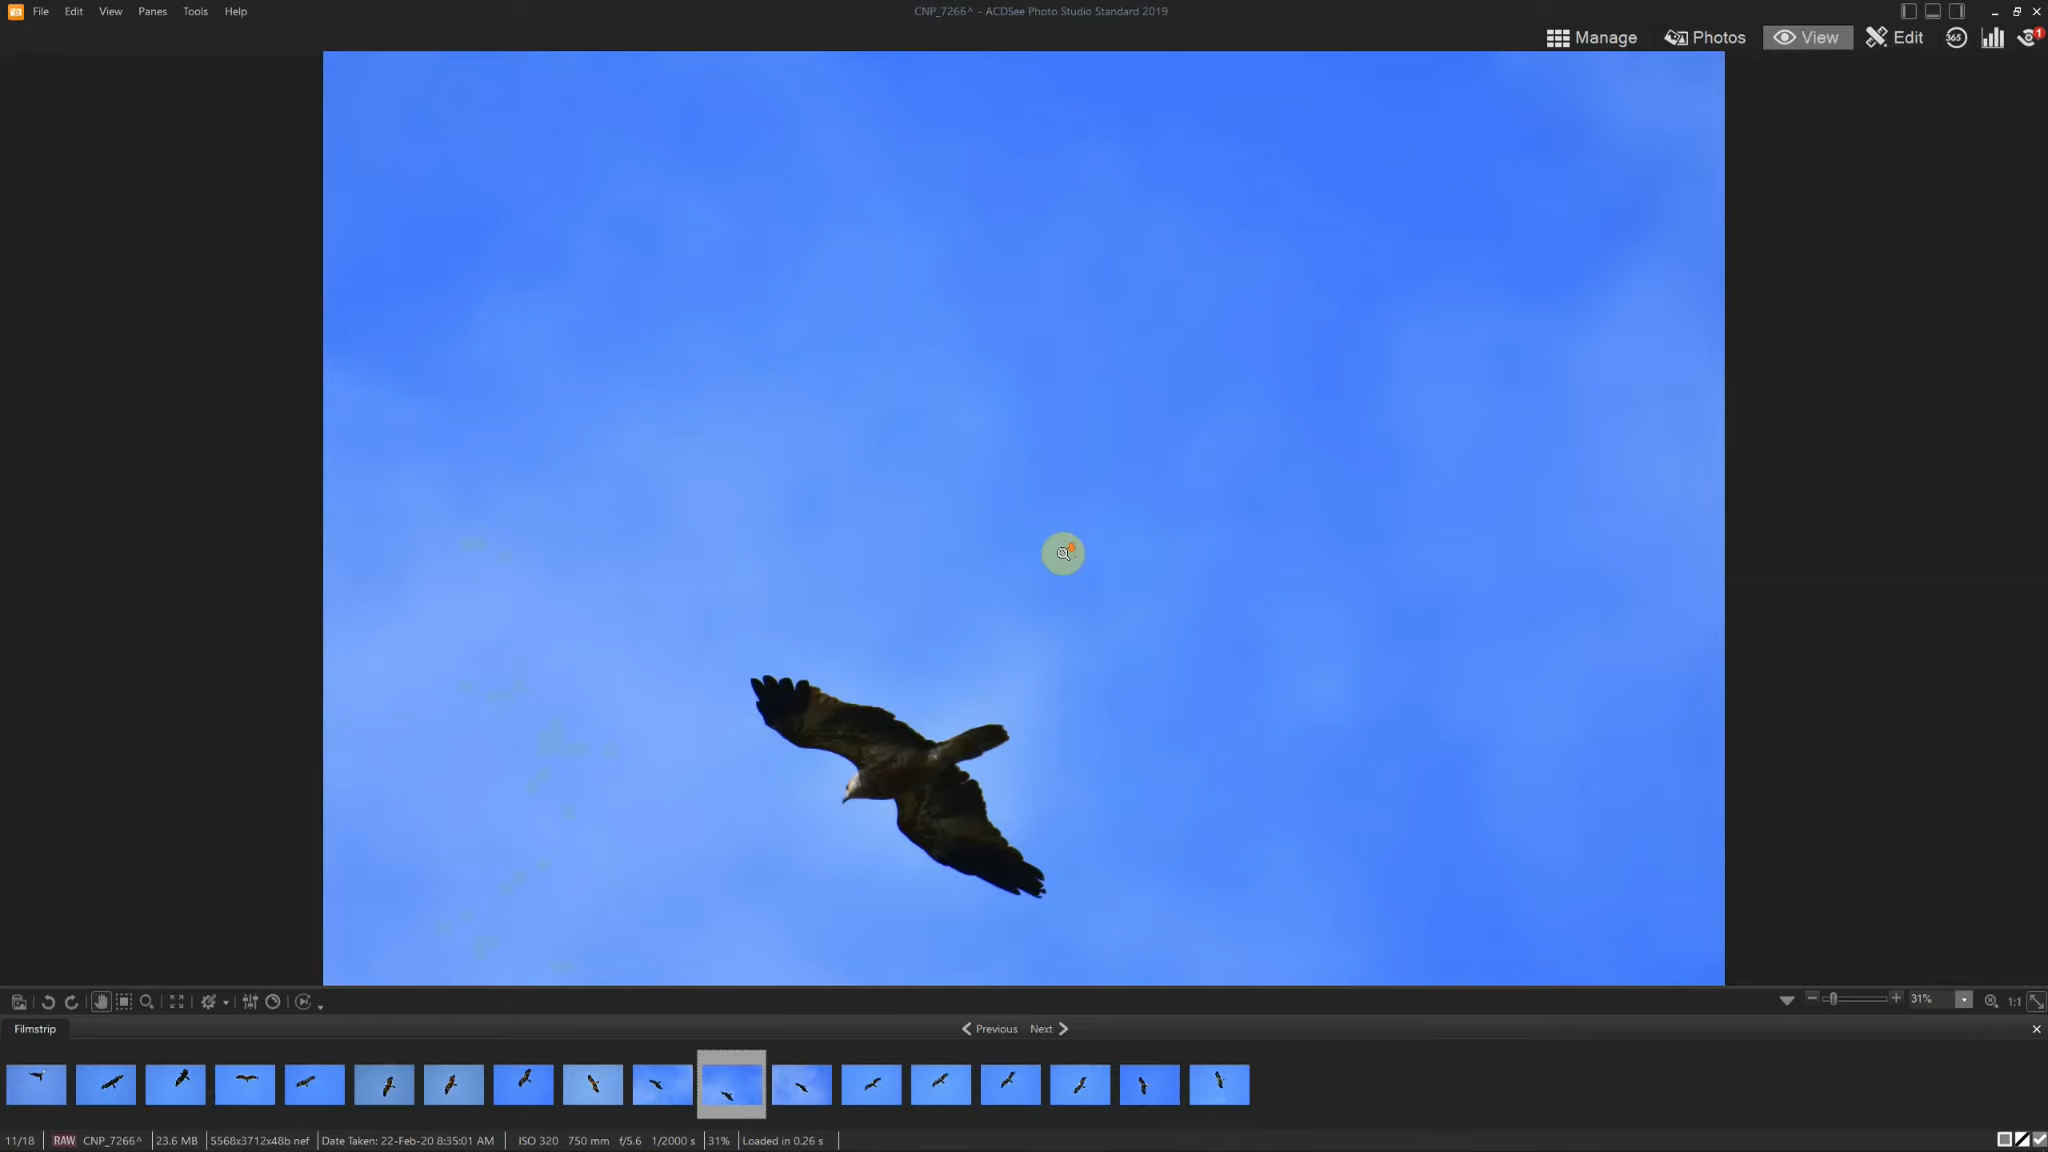 File Edit View Panes Tools Help
CNP_7266^ - ACDSee Photo Studio Standard 2019
Manage Photos View Edit 365 1
31% 1:1
Filmstrip
Previous Next
11/18 RAW CNP_7266^ 23.6 MB 5568x3712x48b nef Date Taken: 22-Feb-20 8:35:01 AM ISO 320 750 mm f/5.6 1/2000 s 31% Loaded in 0.26 s